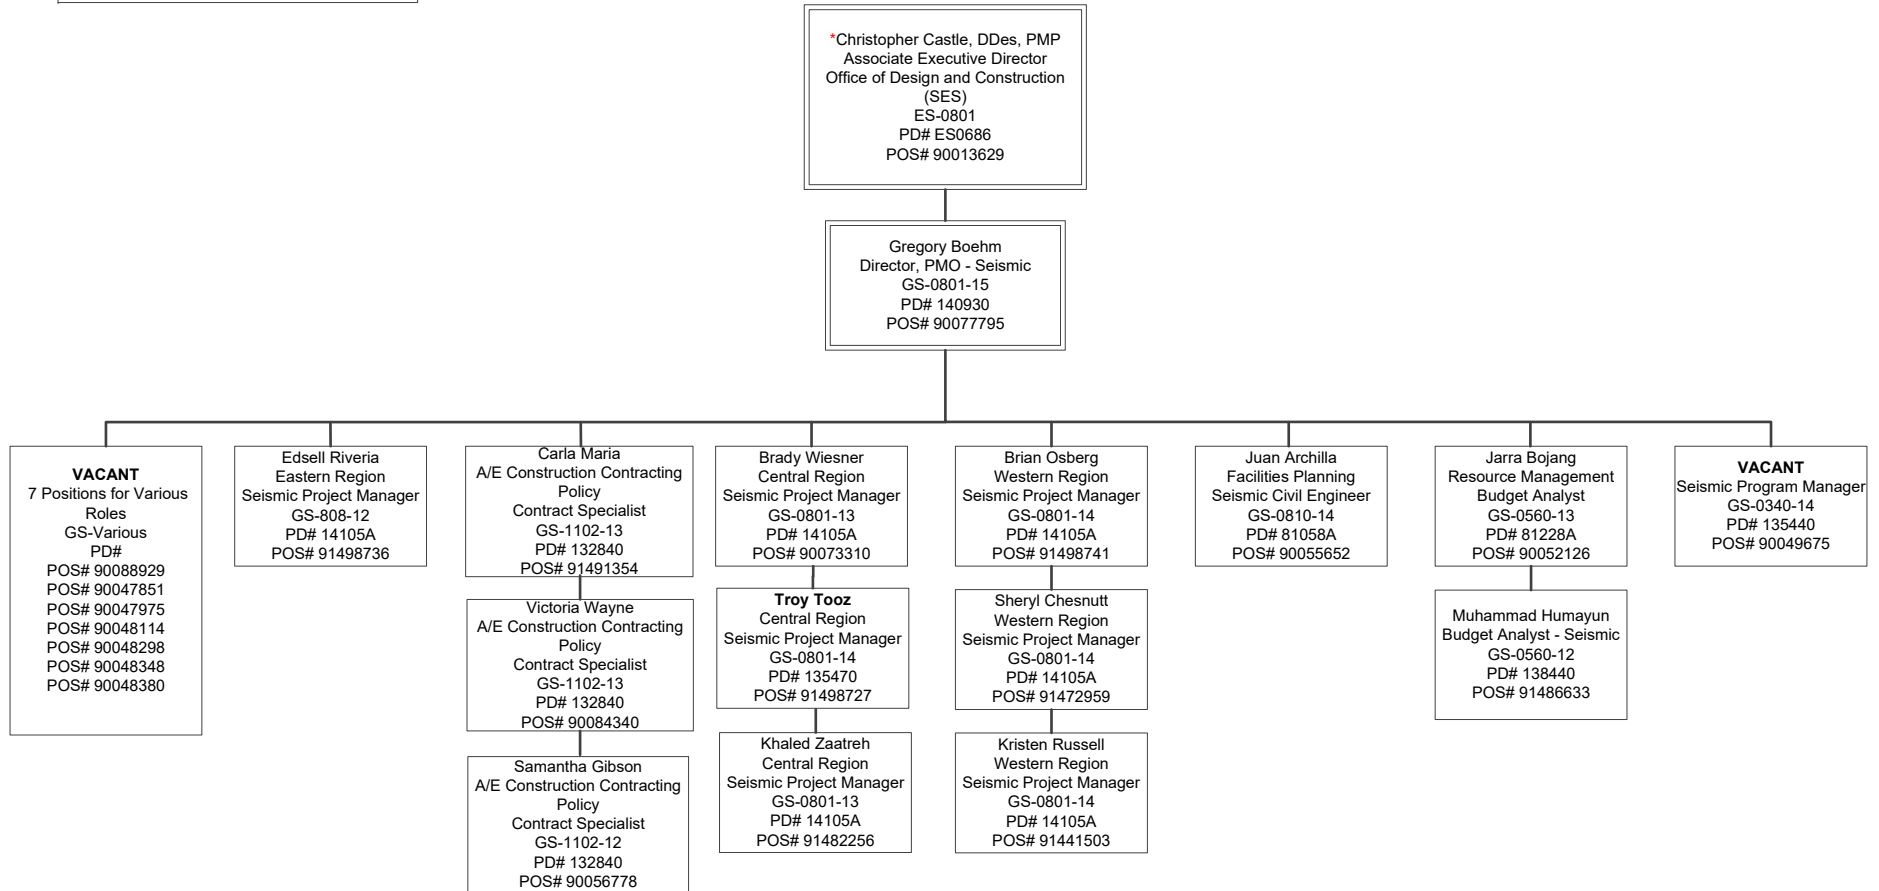 *Christopher Castle, DDes, PMP
Associate Executive Director
Office of Design and Construction
(SES)
ES-0801
PD# ES0686
POS# 90013629
Gregory Boehm
Director, PMO - Seismic
GS-0801-15
PD# 140930
POS# 90077795
VACANT
7 Positions for Various
Roles
GS-Various
PD#
POS# 90088929
POS# 90047851
POS# 90047975
POS# 90048114
POS# 90048298
POS# 90048348
POS# 90048380
Edsell Riveria
Eastern Region
Seismic Project Manager
GS-808-12
PD# 14105A
POS# 91498736
Carla Maria
A/E Construction Contracting
Policy
Contract Specialist
GS-1102-13
PD# 132840
POS# 91491354
Victoria Wayne
A/E Construction Contracting
Policy
Contract Specialist
GS-1102-13
PD# 132840
POS# 90084340
Samantha Gibson
A/E Construction Contracting
Policy
Contract Specialist
GS-1102-12
PD# 132840
POS# 90056778
Brady Wiesner
Central Region
Seismic Project Manager
GS-0801-13
PD# 14105A
POS# 90073310
Troy Tooz
Central Region
Seismic Project Manager
GS-0801-14
PD# 135470
POS# 91498727
Khaled Zaatreh
Central Region
Seismic Project Manager
GS-0801-13
PD# 14105A
POS# 91482256
Brian Osberg
Western Region
Seismic Project Manager
GS-0801-14
PD# 14105A
POS# 91498741
Sheryl Chesnutt
Western Region
Seismic Project Manager
GS-0801-14
PD# 14105A
POS# 91472959
Kristen Russell
Western Region
Seismic Project Manager
GS-0801-14
PD# 14105A
POS# 91441503
Juan Archilla
Facilities Planning
Seismic Civil Engineer
GS-0810-14
PD# 81058A
POS# 90055652
Jarra Bojang
Resource Management
Budget Analyst
GS-0560-13
PD# 81228A
POS# 90052126
Muhammad Humayun
Budget Analyst - Seismic
GS-0560-12
PD# 138440
POS# 91486633
VACANT
Seismic Program Manager
GS-0340-14
PD# 135440
POS# 90049675